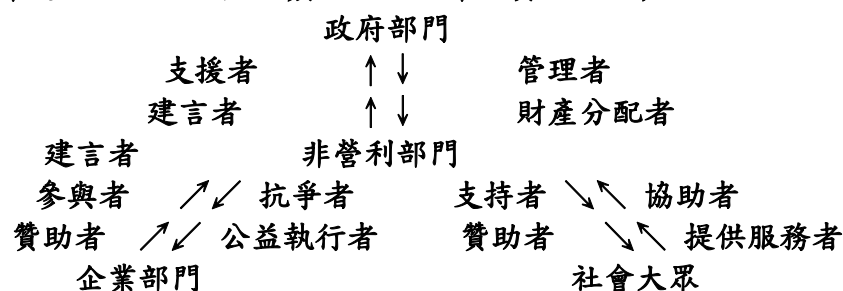 政府部門
支援者 ↑ ↓ 管理者
建言者 ↑ ↓ 財產分配者
建言者 非營利部門
參與者 ↗↙ 抗爭者 支持者 ↘↖ 協助者
贊助者 ↗↙ 公益執行者 贊助者 ↘↖ 提供服務者
企業部門 社會大眾